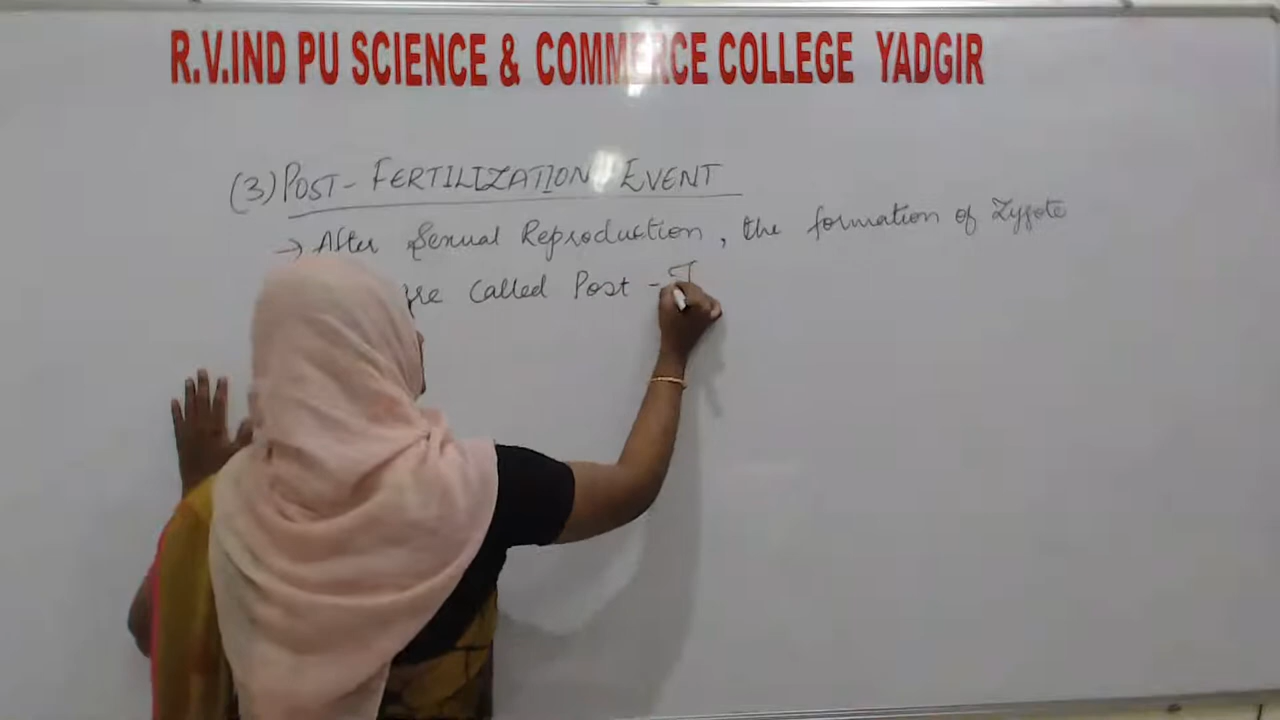 R.V.IND PU SCIENCE & COMMERCE COLLEGE YADGIR
(3) POST-FERTILIZATION EVENT
→ After Sexual Reproduction, the formation of Zygote
are called Post -